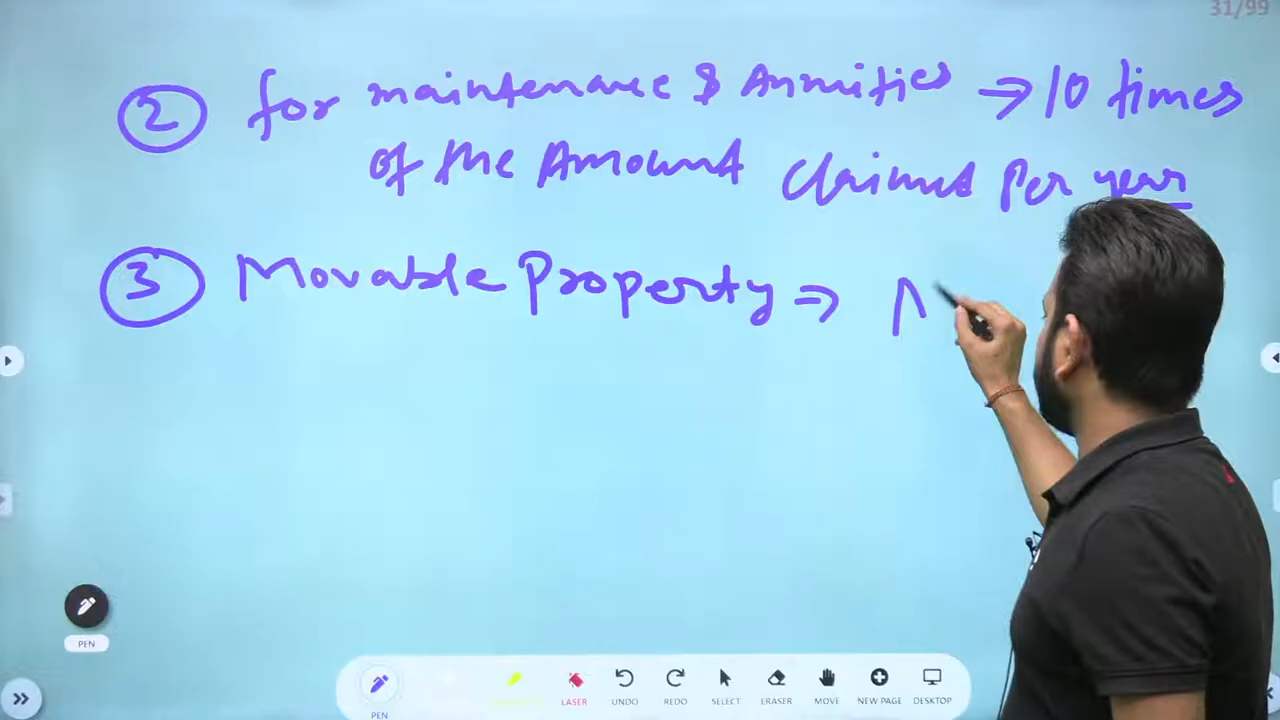 31/99
② for maintenance & Annuities → 10 times
of the Amount Claimed Per year
③ Movable Property ⇒
PEN
PEN
LASER
UNDO
REDO
SELECT
ERASER
MOVE
NEW PAGE
DESKTOP